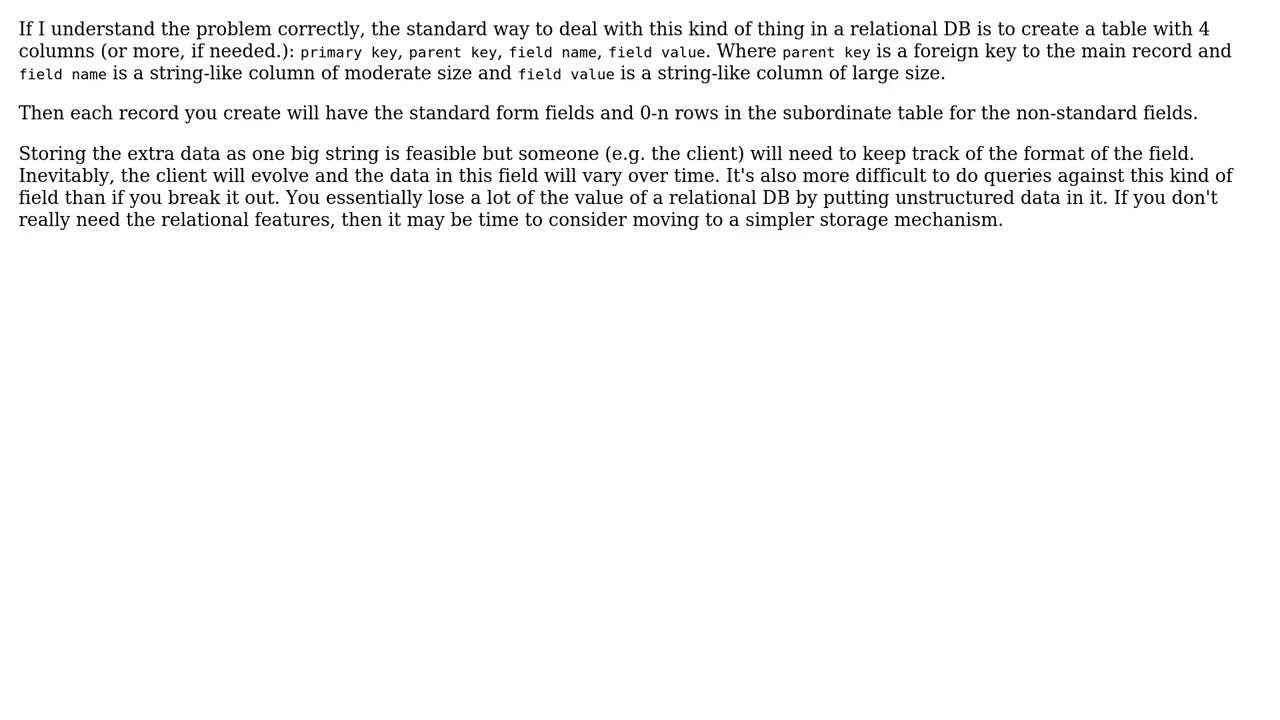 If I understand the problem correctly, the standard way to deal with this kind of thing in a relational DB is to create a table with 4
columns (or more, if needed.): primary key, parent key, field name, field value. Where parent key is a foreign key to the main record and
field name is a string-like column of moderate size and field value is a string-like column of large size.
Then each record you create will have the standard form fields and 0-n rows in the subordinate table for the non-standard fields.
Storing the extra data as one big string is feasible but someone (e.g. the client) will need to keep track of the format of the field.
Inevitably, the client will evolve and the data in this field will vary over time. It's also more difficult to do queries against this kind of
field than if you break it out. You essentially lose a lot of the value of a relational DB by putting unstructured data in it. If you don't
really need the relational features, then it may be time to consider moving to a simpler storage mechanism.